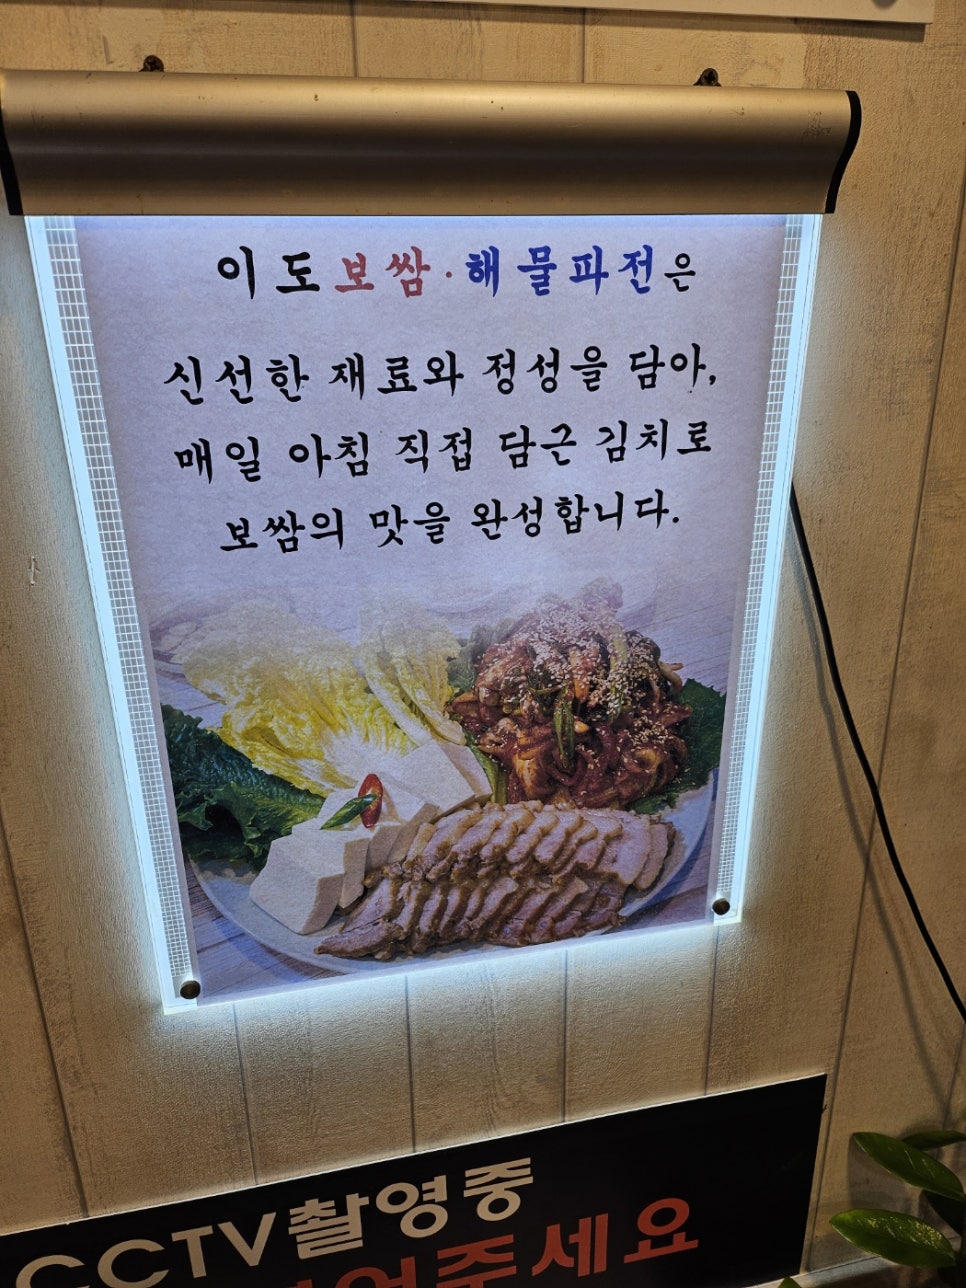 이도보쌈·해물파전은
신선한 재료와 정성을 담아,
매일 아침 직접 담근 김치로
보쌈의 맛을 완성합니다.
CCTV촬영중